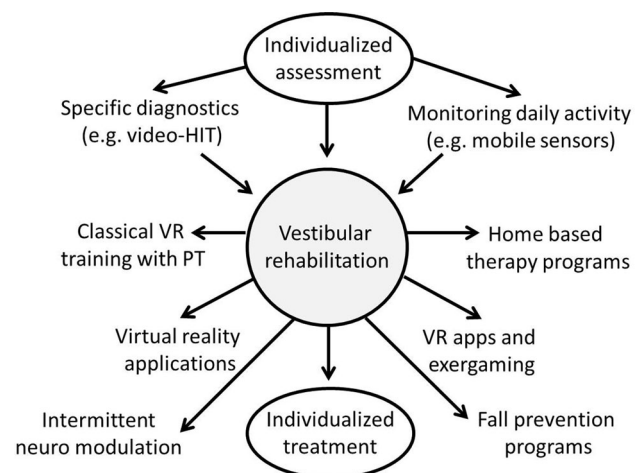 Individualized
assessment
Specific diagnostics
(e.g. video-HIT)
Monitoring daily activity
(e.g. mobile sensors)
Vestibular
rehabilitation
Classical VR
training with PT
Home based
therapy programs
Virtual reality
applications
VR apps and
exergaming
Intermittent
neuro modulation
Individualized
treatment
Fall prevention
programs